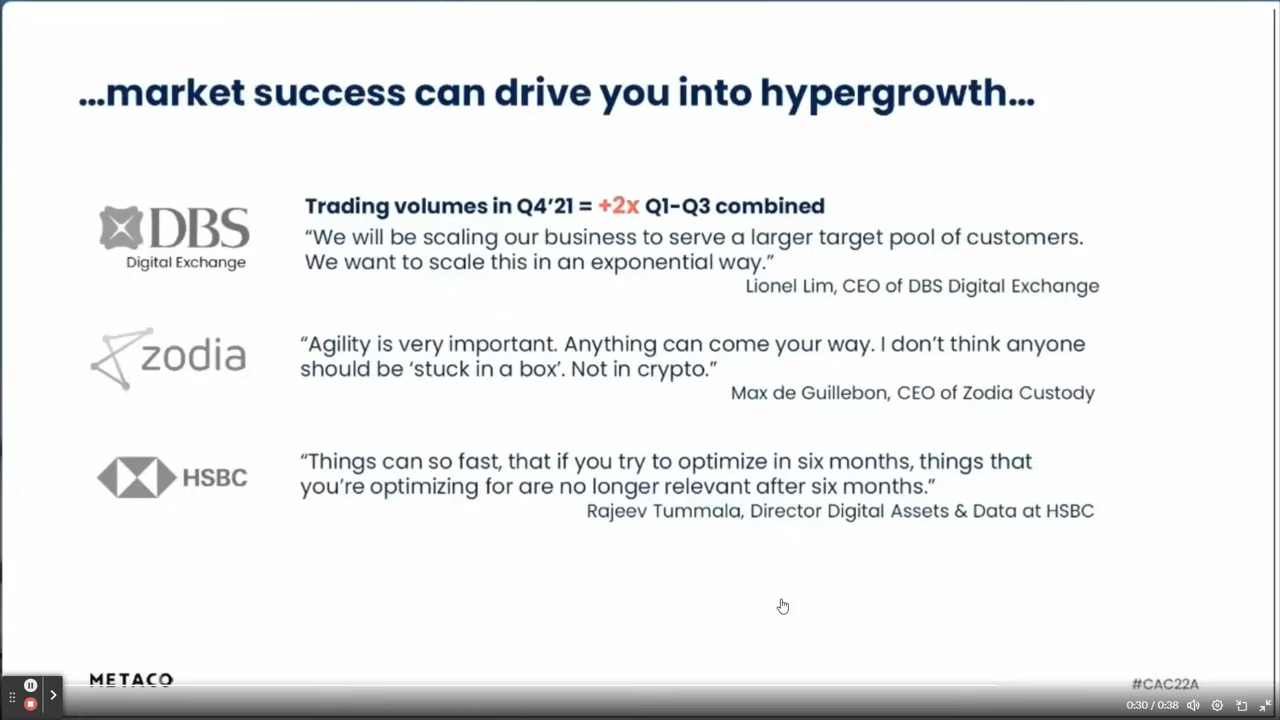 ...market success can drive you into hypergrowth...
DBS
Digital Exchange
Trading volumes in Q4’21 = +2x Q1-Q3 combined
“We will be scaling our business to serve a larger target pool of customers.
We want to scale this in an exponential way.”
Lionel Lim, CEO of DBS Digital Exchange
zodia
“Agility is very important. Anything can come your way. I don’t think anyone
should be ‘stuck in a box’. Not in crypto.”
Max de Guillebon, CEO of Zodia Custody
HSBC
“Things can so fast, that if you try to optimize in six months, things that
you’re optimizing for are no longer relevant after six months.”
Rajeev Tummala, Director Digital Assets & Data at HSBC
METACO
#CAC22A
0:30 / 0:38